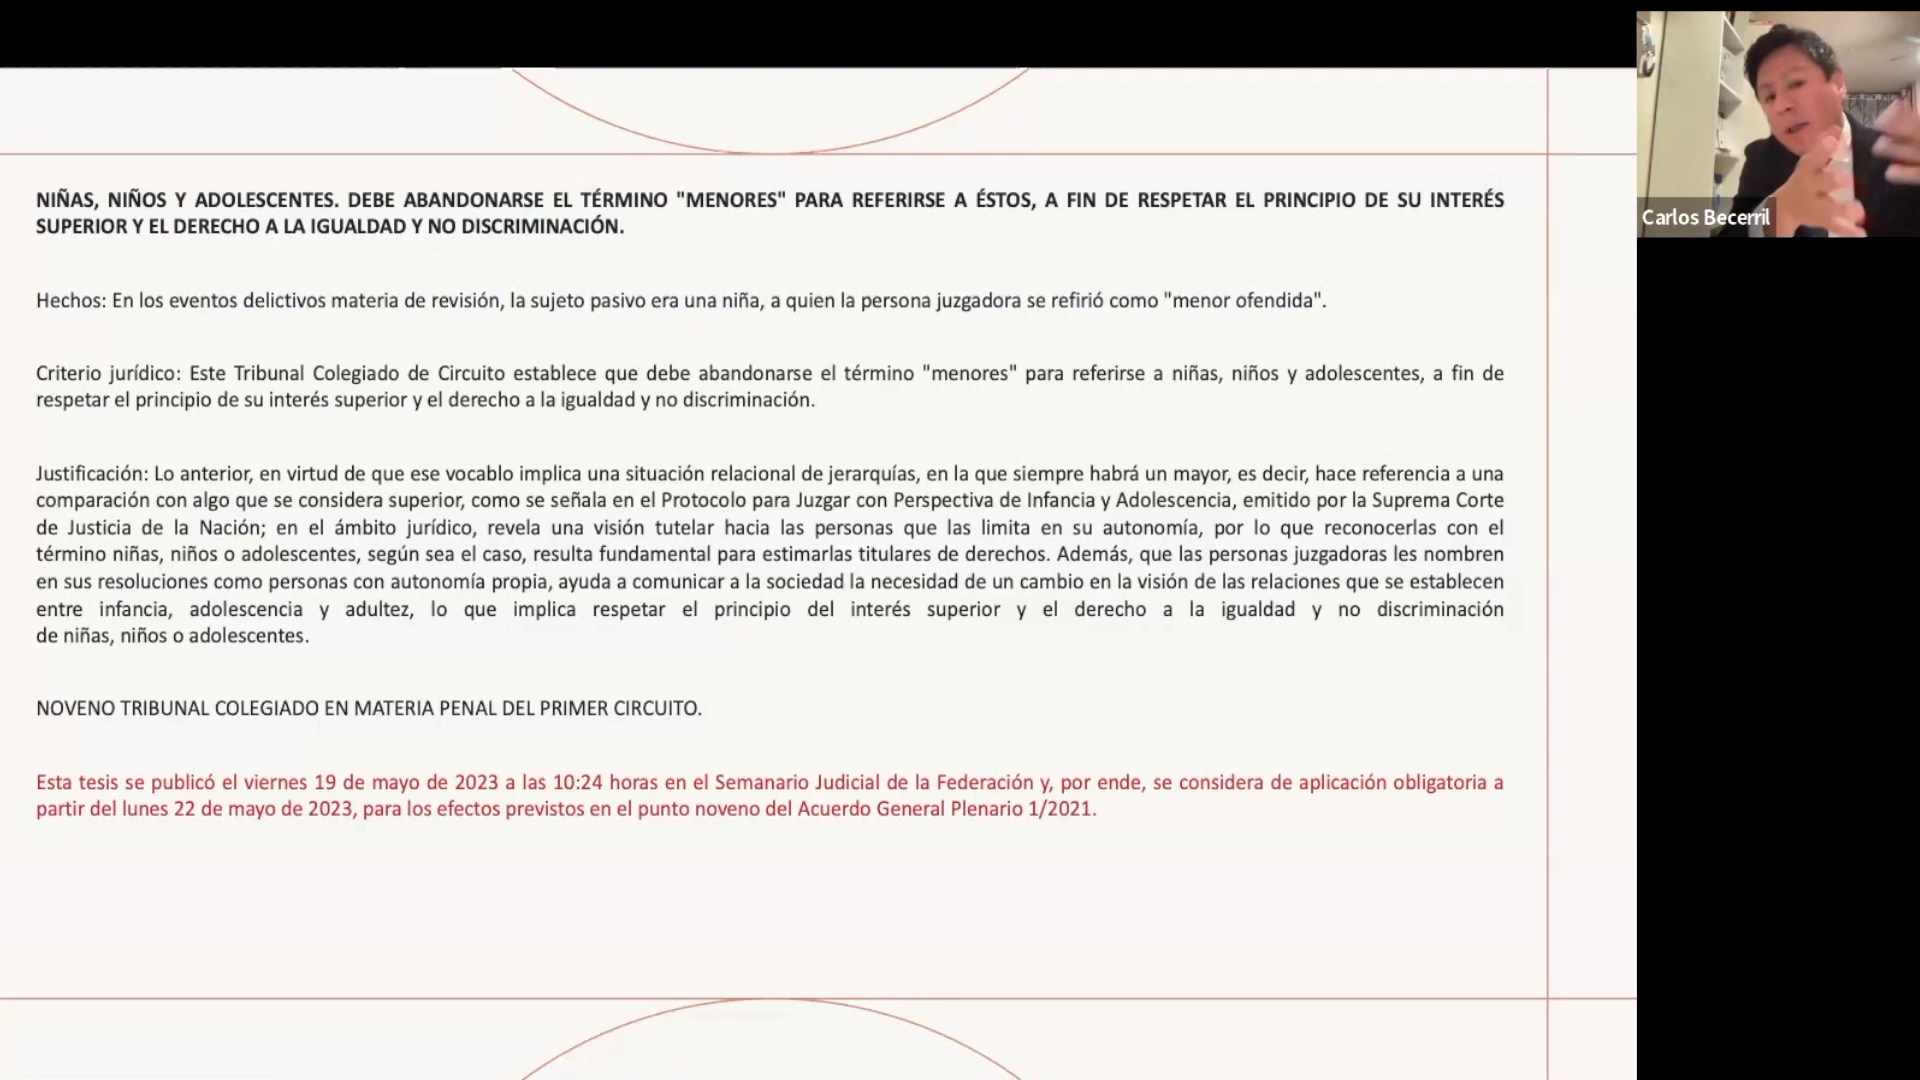 NIÑAS, NIÑOS Y ADOLESCENTES. DEBE ABANDONARSE EL TÉRMINO "MENORES" PARA REFERIRSE A ÉSTOS, A FIN DE RESPETAR EL PRINCIPIO DE SU INTERÉS
SUPERIOR Y EL DERECHO A LA IGUALDAD Y NO DISCRIMINACIÓN.
Hechos: En los eventos delictivos materia de revisión, la sujeto pasivo era una niña, a quien la persona juzgadora se refirió como "menor ofendida".
Criterio jurídico: Este Tribunal Colegiado de Circuito establece que debe abandonarse el término "menores" para referirse a niñas, niños y adolescentes, a fin de
respetar el principio de su interés superior y el derecho a la igualdad y no discriminación.
Justificación: Lo anterior, en virtud de que ese vocablo implica una situación relacional de jerarquías, en la que siempre habrá un mayor, es decir, hace referencia a una
comparación con algo que se considera superior, como se señala en el Protocolo para Juzgar con Perspectiva de Infancia y Adolescencia, emitido por la Suprema Corte
de Justicia de la Nación; en el ámbito jurídico, revela una visión tutelar hacia las personas que las limita en su autonomía, por lo que reconocerlas con el
término niñas, niños o adolescentes, según sea el caso, resulta fundamental para estimarlas titulares de derechos. Además, que las personas juzgadoras les nombren
en sus resoluciones como personas con autonomía propia, ayuda a comunicar a la sociedad la necesidad de un cambio en la visión de las relaciones que se establecen
entre infancia, adolescencia y adultez, lo que implica respetar el principio del interés superior y el derecho a la igualdad y no discriminación
de niñas, niños o adolescentes.
NOVENO TRIBUNAL COLEGIADO EN MATERIA PENAL DEL PRIMER CIRCUITO.
Esta tesis se publicó el viernes 19 de mayo de 2023 a las 10:24 horas en el Semanario Judicial de la Federación y, por ende, se considera de aplicación obligatoria a
partir del lunes 22 de mayo de 2023, para los efectos previstos en el punto noveno del Acuerdo General Plenario 1/2021.
Carlos Becerril